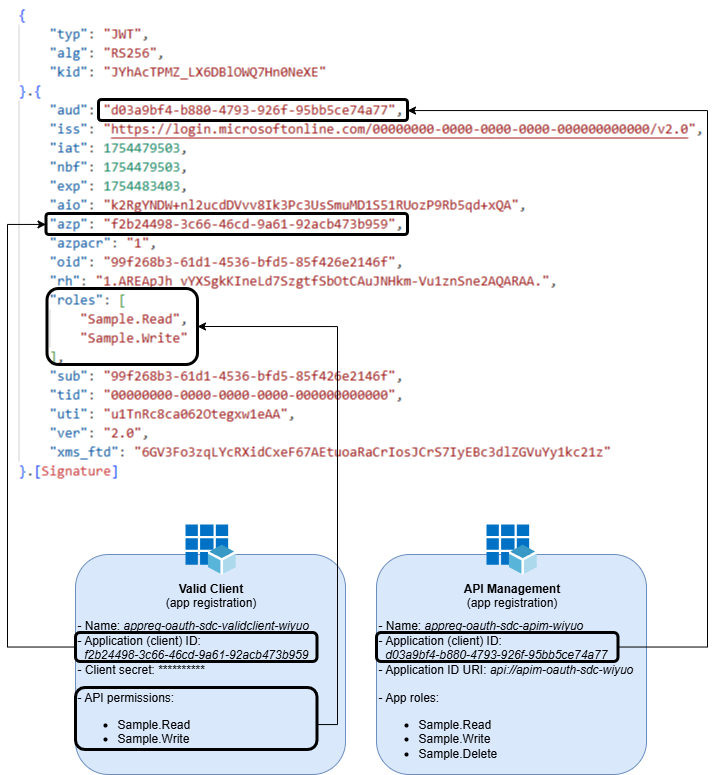 {
"typ": "JWT",
"alg": "RS256",
"kid": "JYhAcTPMZ_LX6DBlOWQ7Hn0NeXE"
}.{
"aud": "d03a9bf4-b880-4793-926f-95bb5ce74a77",
"iss": "https://login.microsoftonline.com/00000000-0000-0000-0000-000000000000/v2.0",
"iat": 1754479503,
"nbf": 1754479503,
"exp": 1754483403,
"aio": "k2RgYNDW+nl2ucdDVvv8Ik3Pc3UsSmuMD1S51RUozP9Rb5qd+xQA",
"azp": "f2b24498-3c66-46cd-9a61-92acb473b959",
"azpacr": "1",
"oid": "99f268b3-61d1-4536-bfd5-85f426e2146f",
"rh": "1.AREApJh_vYXSgkKIneLd7SzgtfSbOtCAuJNHkm-Vu1znSne2AQARAA.",
"roles": [
"Sample.Read",
"Sample.Write"
],
"sub": "99f268b3-61d1-4536-bfd5-85f426e2146f",
"tid": "00000000-0000-0000-0000-000000000000",
"uti": "u1TnRc8ca062Otegxw1eAA",
"ver": "2.0",
"xms_ftd": "6GV3Fo3zqLYcRXidCxeF67AEtuoaRaCrIosJCrS7IyEBc3dlZGVuYy1kc21z"
}.[Signature]
Valid Client
(app registration)
- Name: appreg-oauth-sdc-validclient-wiyuo
- Application (client) ID:
f2b24498-3c66-46cd-9a61-92acb473b959
- Client secret: **********
- API permissions:
• Sample.Read
• Sample.Write
API Management
(app registration)
- Name: appreg-oauth-sdc-apim-wiyuo
- Application (client) ID:
d03a9bf4-b880-4793-926f-95bb5ce74a77
- Application ID URI: api://apim-oauth-sdc-wiyuo
- App roles:
• Sample.Read
• Sample.Write
• Sample.Delete